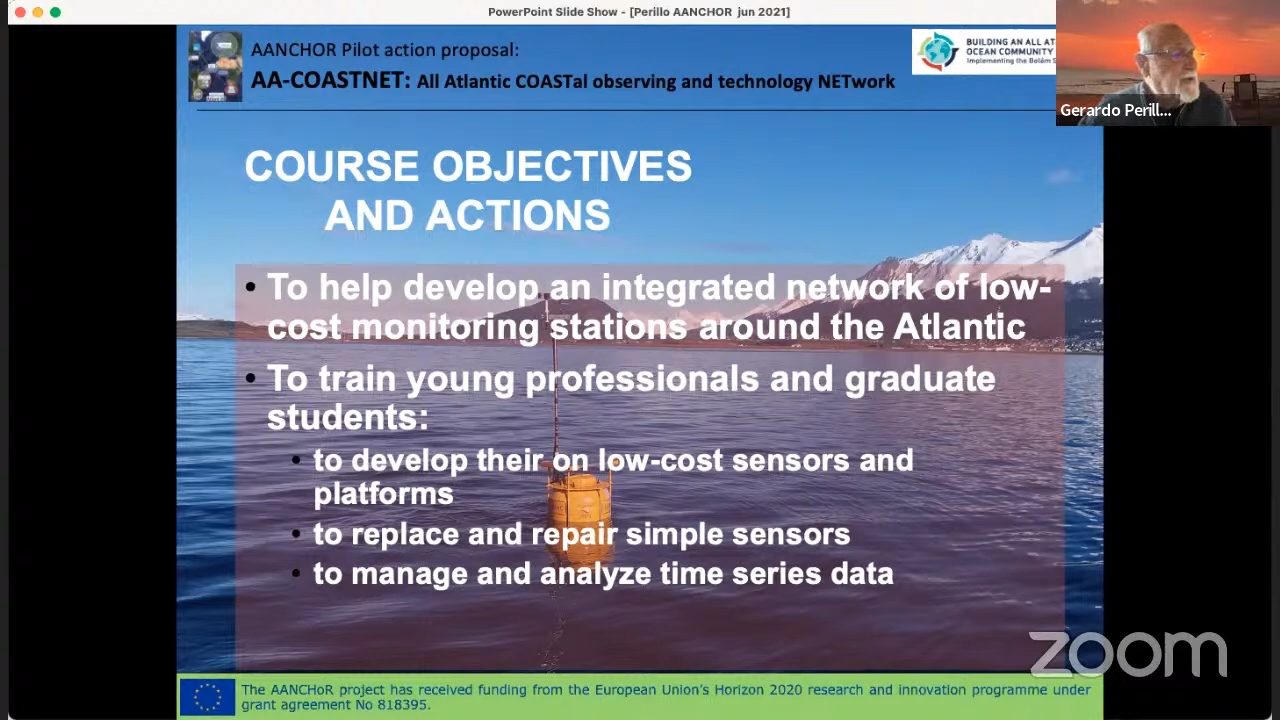 PowerPoint Slide Show - [Perillo AANCHOR jun 2021]
AANCHOR Pilot action proposal:
AA-COASTNET: All Atlantic COASTal observing and technology NETwork
BUILDING AN ALL AT
OCEAN COMMUNITY
Implementing the Belém S
Gerardo Perill...
COURSE OBJECTIVES
AND ACTIONS
• To help develop an integrated network of low-
cost monitoring stations around the Atlantic
• To train young professionals and graduate
students:
• to develop their on low-cost sensors and
platforms
• to replace and repair simple sensors
• to manage and analyze time series data
zoom
The AANCHoR project has received funding from the European Union's Horizon 2020 research and innovation programme under
grant agreement No 818395.